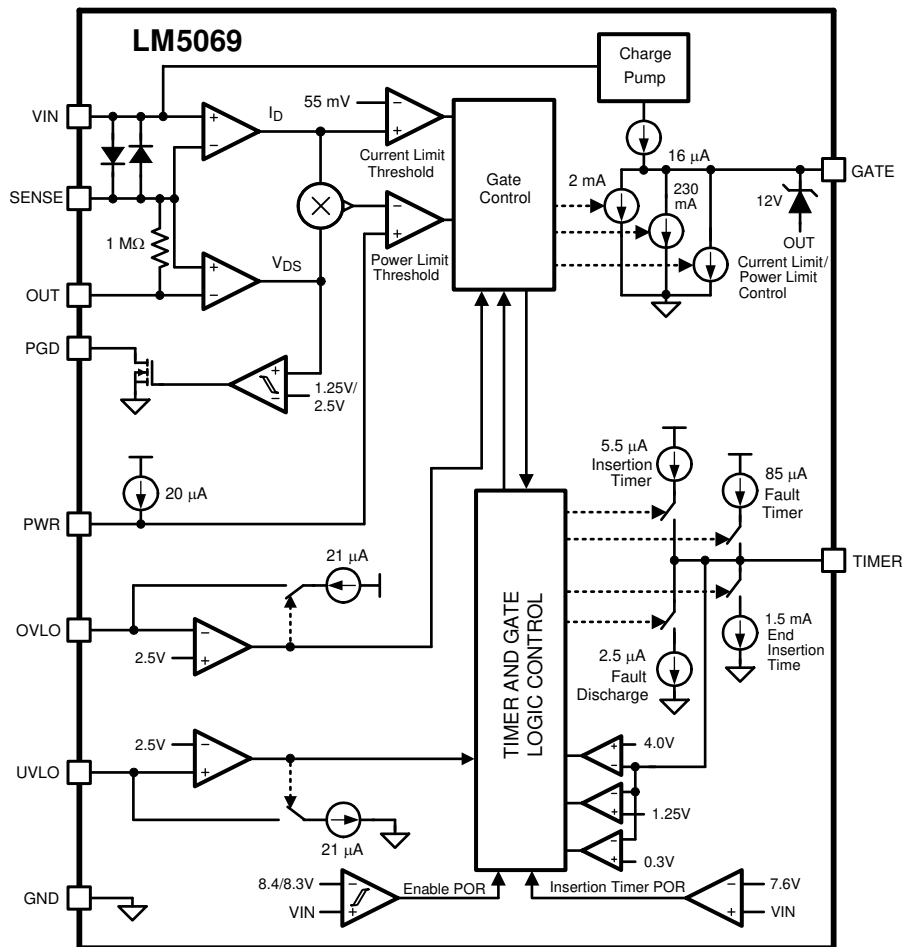 LM5069
Charge
Pump
VIN
I_D
55 mV
Current Limit
Threshold
Gate
Control
16 μA
2 mA
230
mA
12V
GATE
OUT
Current Limit/
Power Limit
Control
SENSE
1 MΩ
V_DS
Power Limit
Threshold
OUT
PGD
1.25V/
2.5V
20 μA
PWR
5.5 μA
Insertion
Timer
85 μA
Fault
Timer
TIMER
21 μA
OVLO
2.5V
TIMER AND GATE
LOGIC CONTROL
1.5 mA
End
Insertion
Time
2.5 μA
Fault
Discharge
2.5V
UVLO
21 μA
4.0V
1.25V
0.3V
GND
8.4/8.3V
VIN
Enable POR
Insertion Timer POR
7.6V
VIN